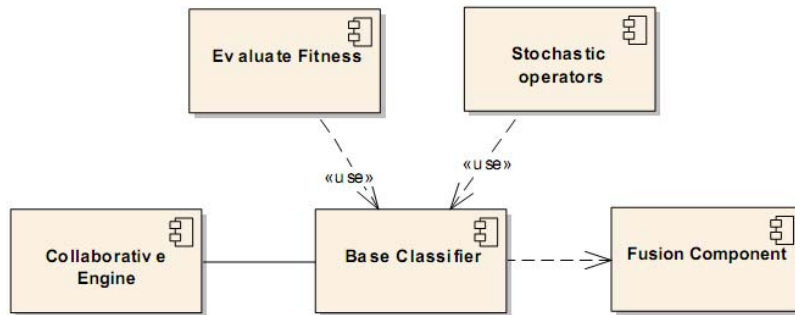 Evaluate Fitness
Stochastic
operators
«use»
«use»
Collaborative
Engine
Base Classifier
Fusion Component